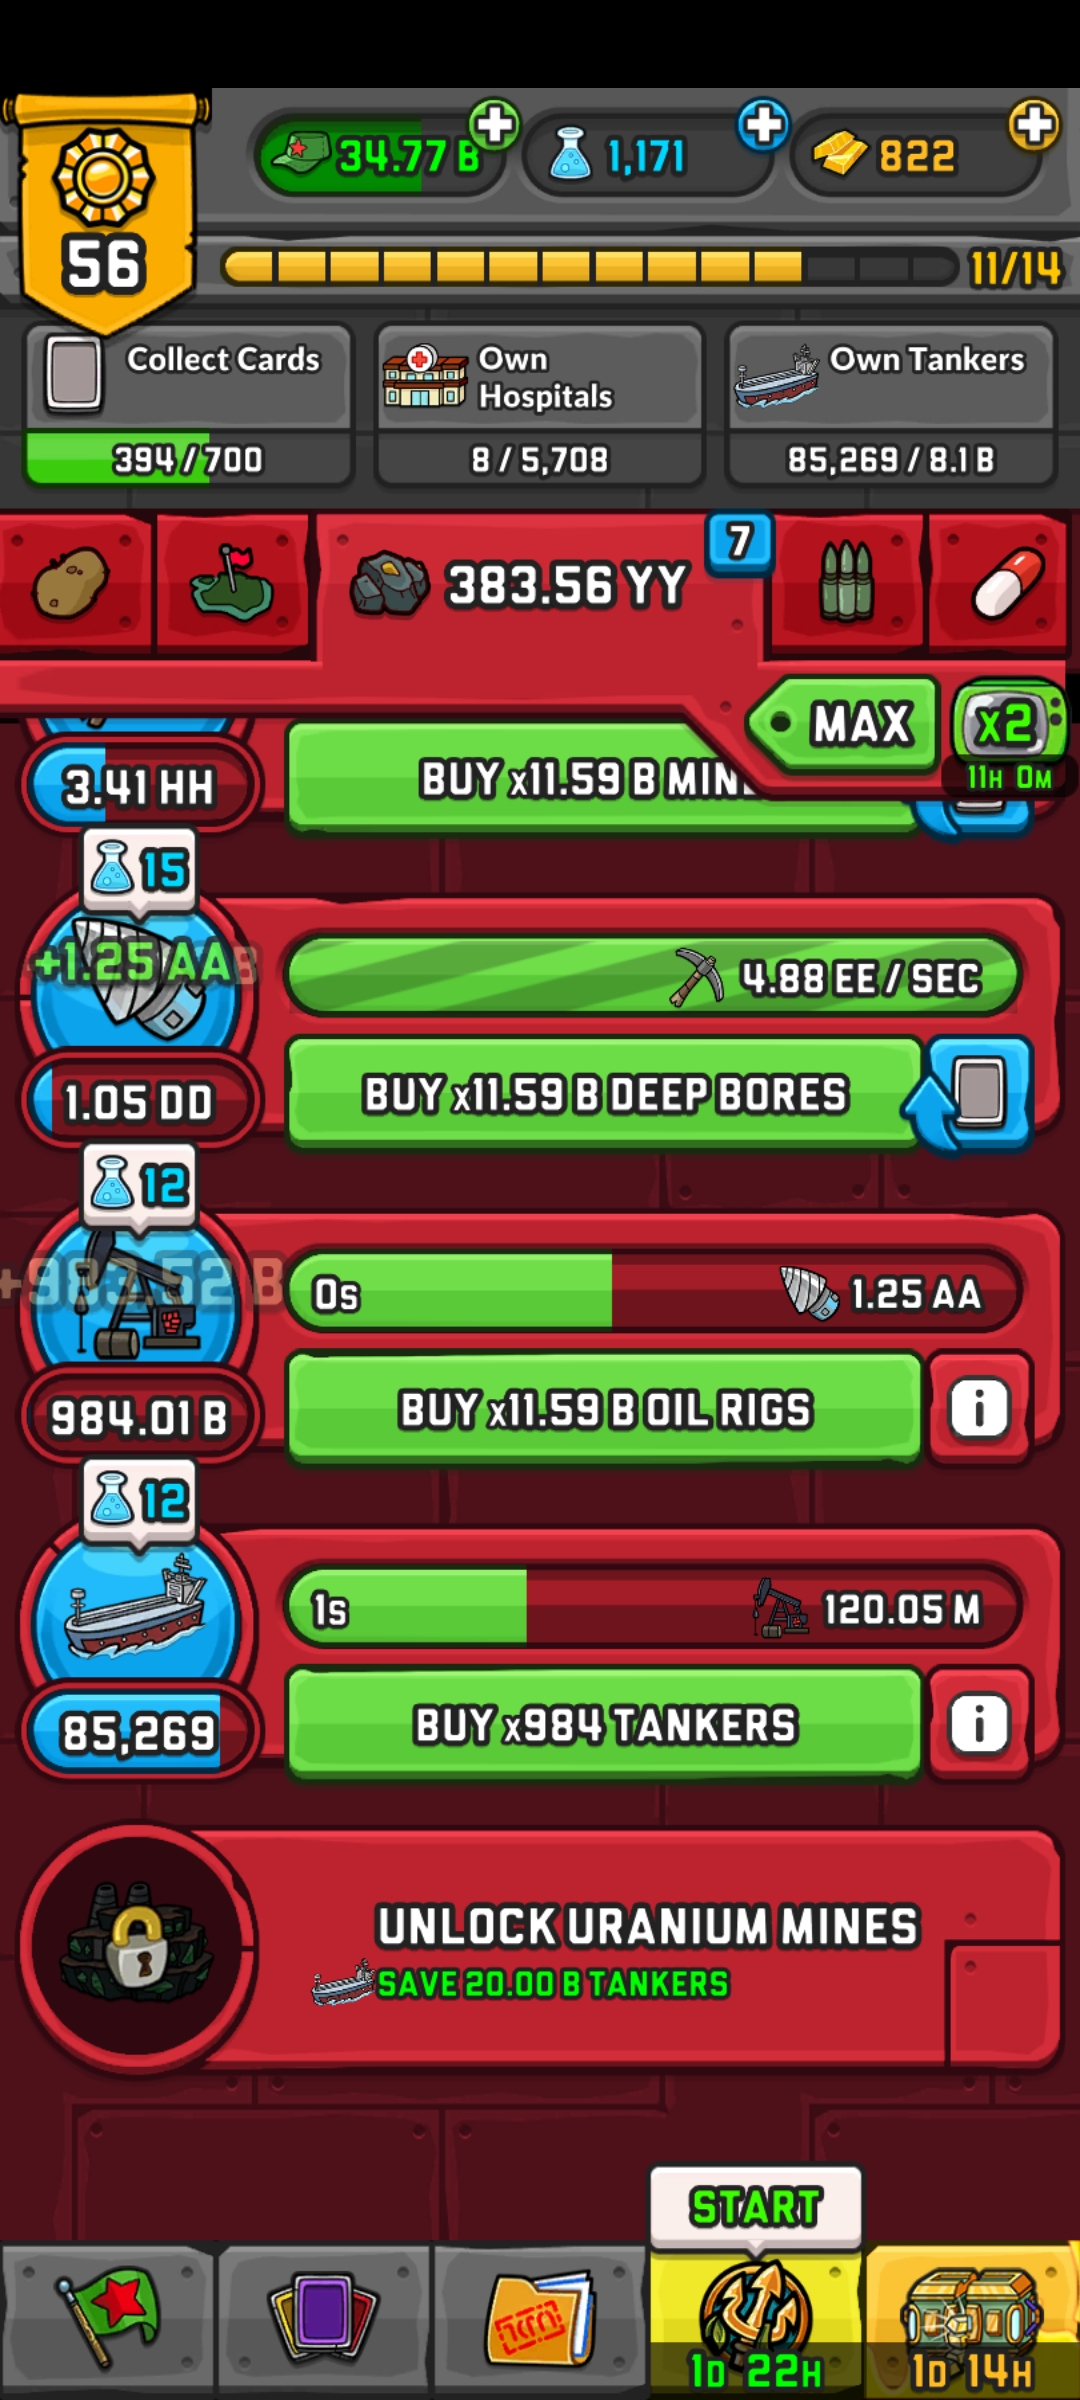 56
34.77 B
1,171
822
11/14
Collect Cards
394/700
Own
Hospitals
8/5,708
Own Tankers
85,269/8.1 B
383.56 YY
7
MAX
x2
11H 0M
3.41 HH
BUY x11.59 B MIN
15
+1.25 AA
4.88 EE/SEC
1.05 DD
BUY x11.59 B DEEP BORES
12
+983.52 B
0s
1.25 AA
984.01 B
BUY x11.59 B OIL RIGS
i
12
1s
120.05 M
85,269
BUY x984 TANKERS
i
UNLOCK URANIUM MINES
SAVE 20.00 B TANKERS
START
1D 22H
1D 14H